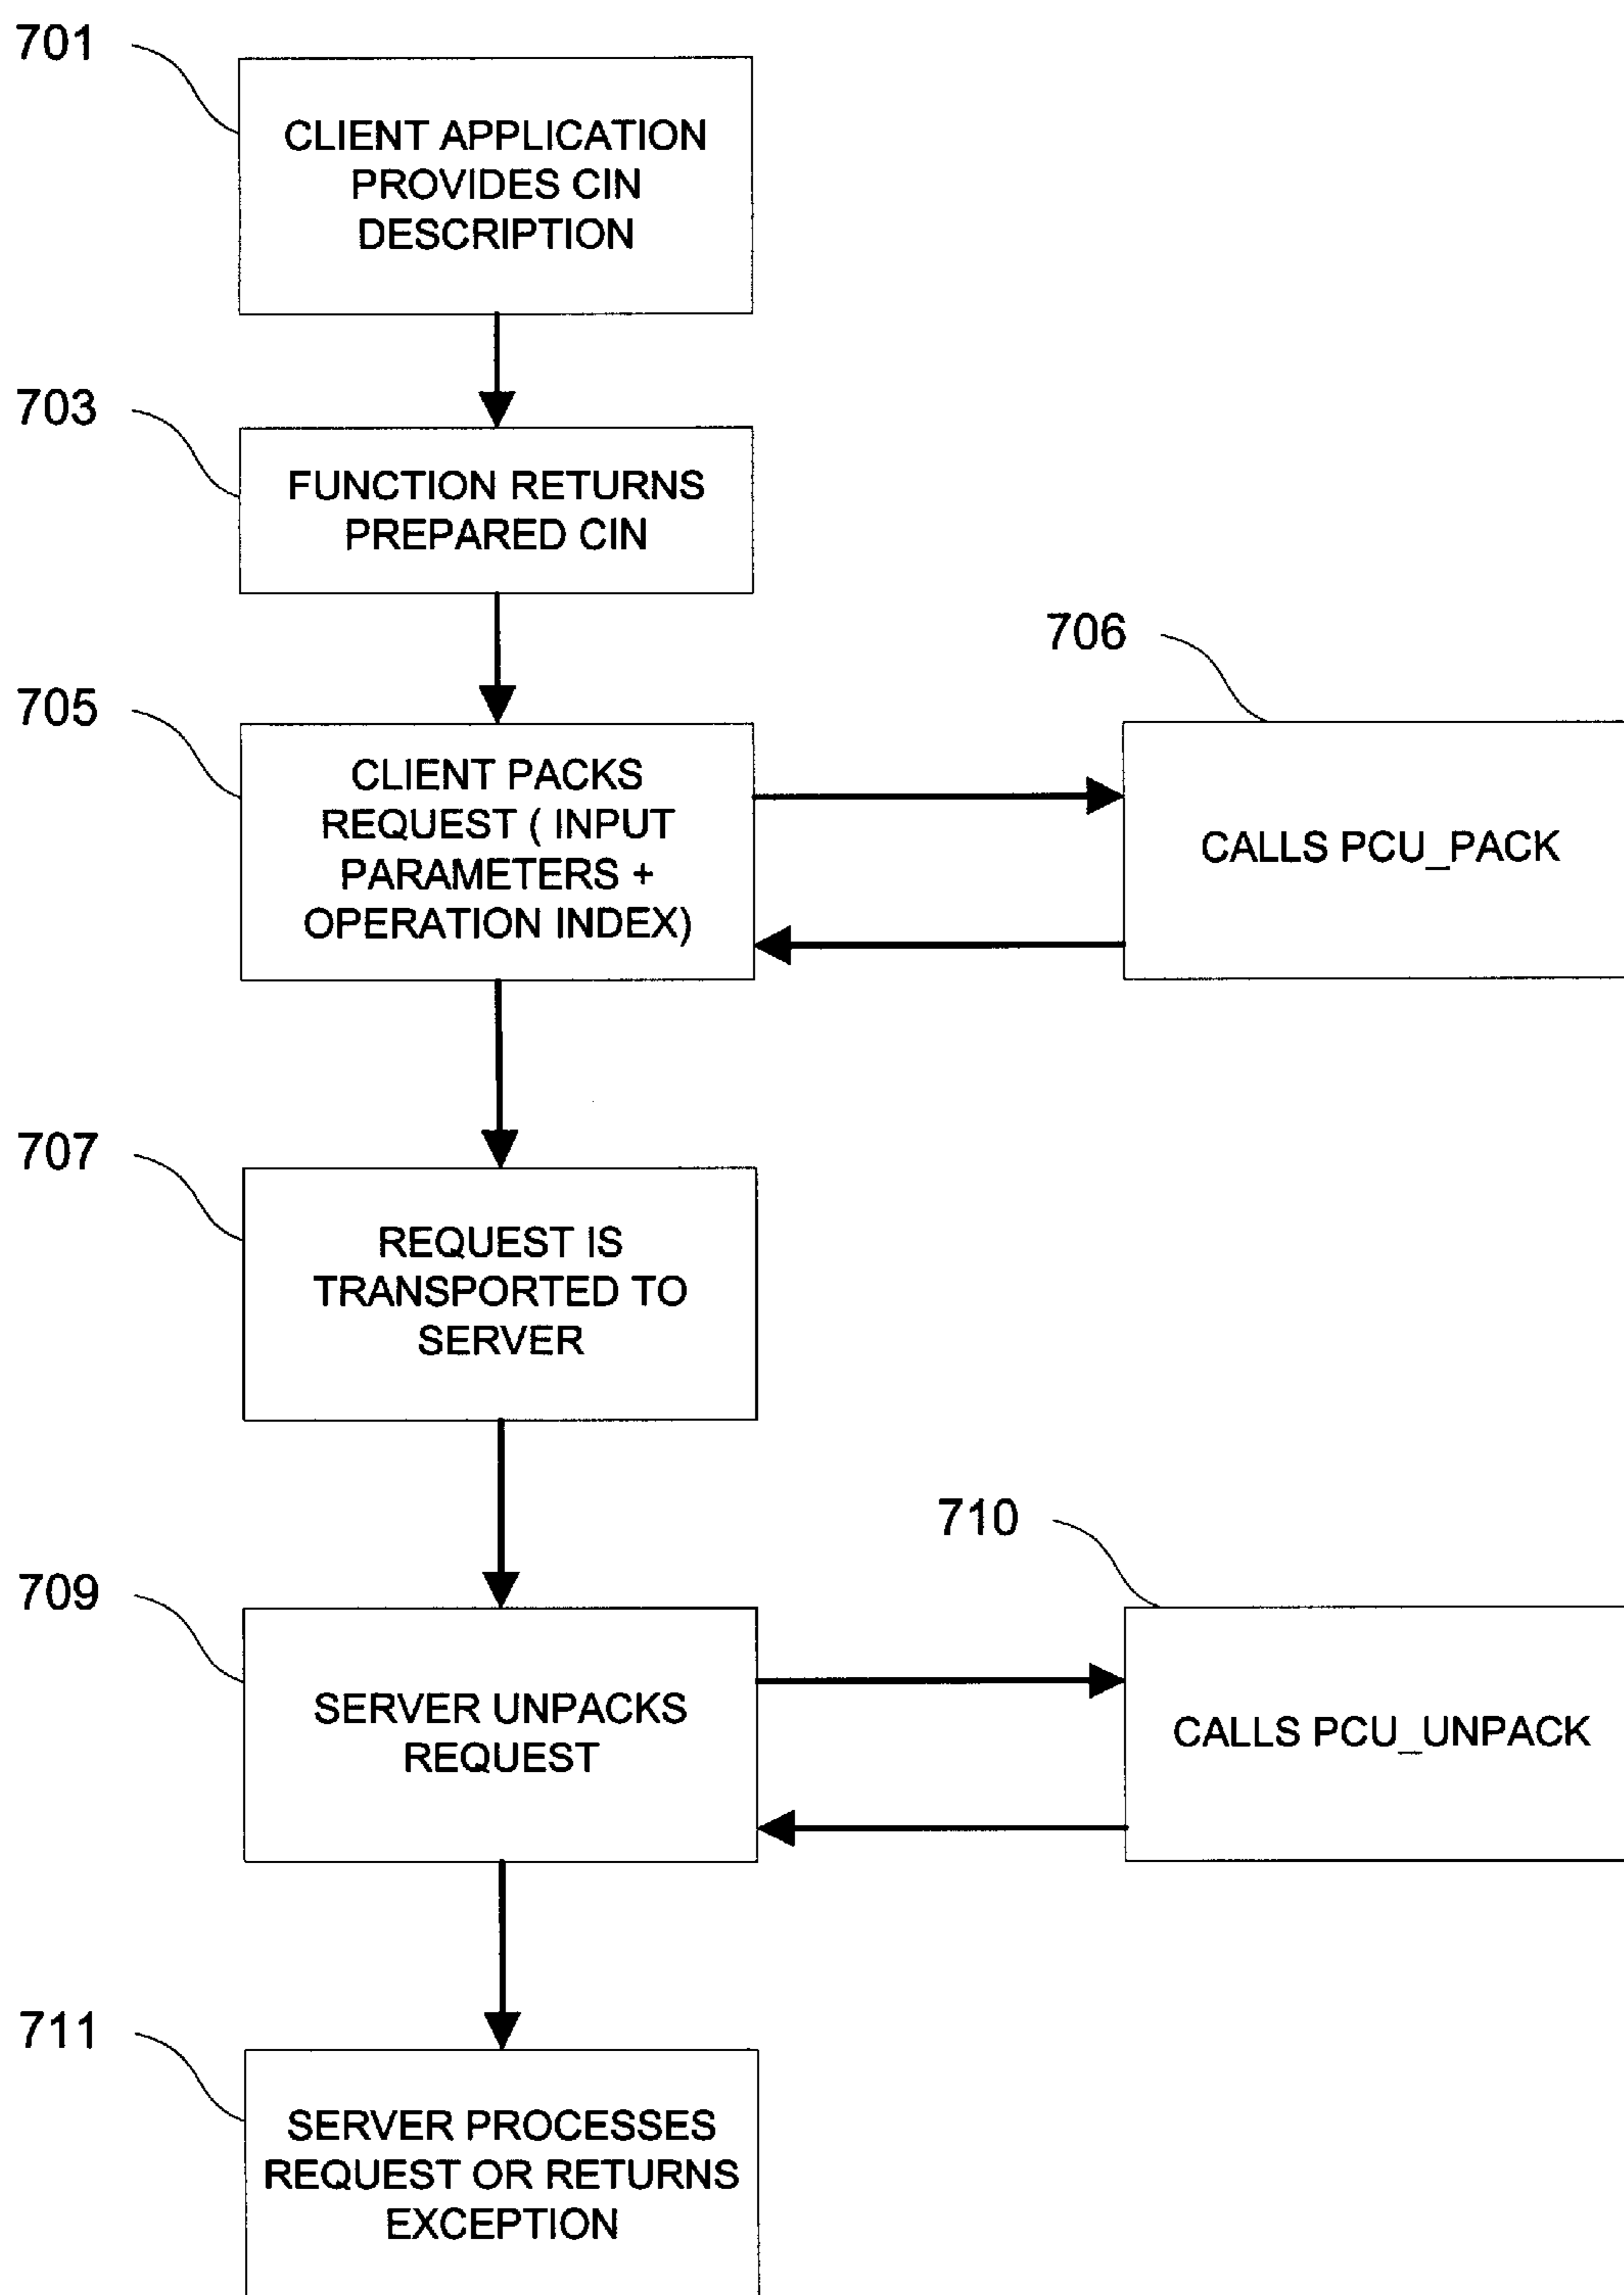 701
CLIENT APPLICATION
PROVIDES CIN
DESCRIPTION
703
FUNCTION RETURNS
PREPARED CIN
705
CLIENT PACKS
REQUEST ( INPUT
PARAMETERS +
OPERATION INDEX)
706
CALLS PCU_PACK
707
REQUEST IS
TRANSPORTED TO
SERVER
709
SERVER UNPACKS
REQUEST
710
CALLS PCU_UNPACK
711
SERVER PROCESSES
REQUEST OR RETURNS
EXCEPTION